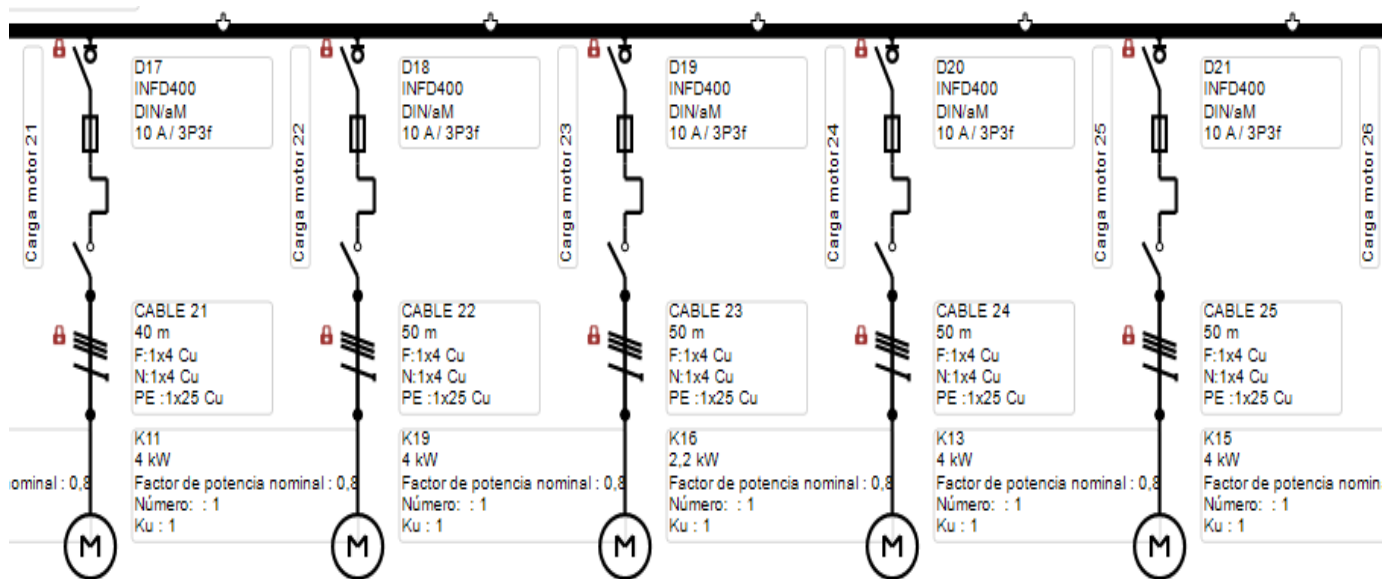 Carga motor 21
D17
INFD400
DIN/aM
10 A / 3P3f
CABLE 21
40 m
F:1x4 Cu
N:1x4 Cu
PE :1x25 Cu
ominal : 0,8
K11
4 kW
Factor de potencia nominal : 0,8
Número: : 1
Ku : 1
M
Carga motor 22
D18
INFD400
DIN/aM
10 A / 3P3f
CABLE 22
50 m
F:1x4 Cu
N:1x4 Cu
PE :1x25 Cu
K19
4 kW
Factor de potencia nominal : 0,8
Número: : 1
Ku : 1
M
Carga motor 23
D19
INFD400
DIN/aM
10 A / 3P3f
CABLE 23
50 m
F:1x4 Cu
N:1x4 Cu
PE :1x25 Cu
K16
2,2 kW
Factor de potencia nominal : 0,8
Número: : 1
Ku : 1
M
Carga motor 24
D20
INFD400
DIN/aM
10 A / 3P3f
CABLE 24
50 m
F:1x4 Cu
N:1x4 Cu
PE :1x25 Cu
K13
4 kW
Factor de potencia nominal : 0,8
Número: : 1
Ku : 1
M
Carga motor 25
D21
INFD400
DIN/aM
10 A / 3P3f
CABLE 25
50 m
F:1x4 Cu
N:1x4 Cu
PE :1x25 Cu
K15
4 kW
Factor de potencia nomin
Número: : 1
Ku : 1
M
Carga motor 26